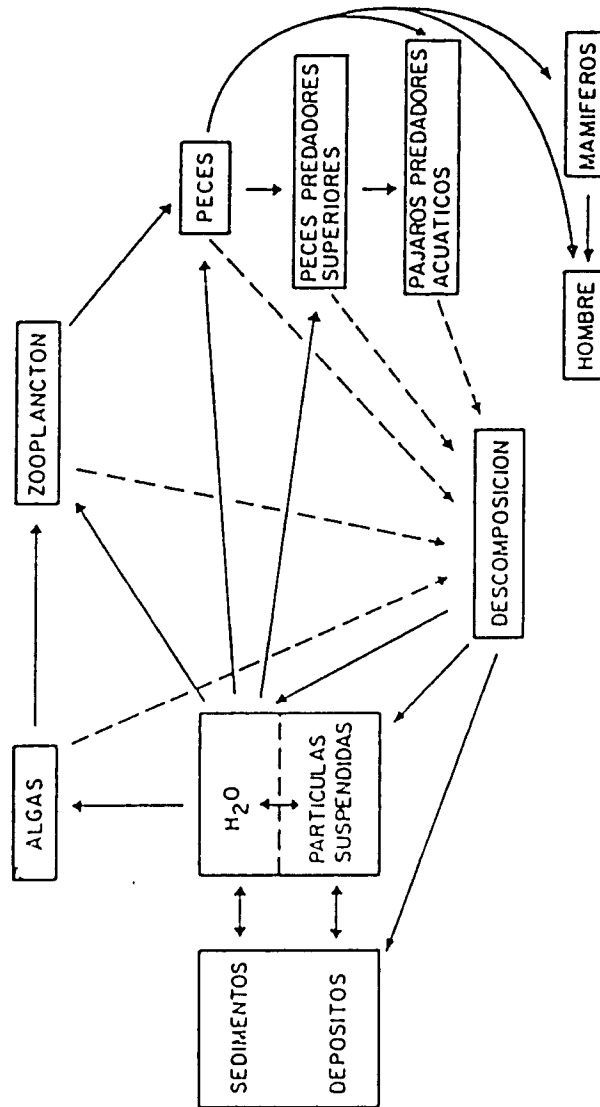 ALGAS
ZOOPLANCTON
PECES
SEDIMENTOS
DEPOSITOS
H2O
PARTICULAS
SUSPENDIDAS
PECES PREDADORES
SUPERIORES
PAJAROS PREDADORES
ACUATICOS
DESCOMPOSICION
HOMBRE
MAMIFEROS